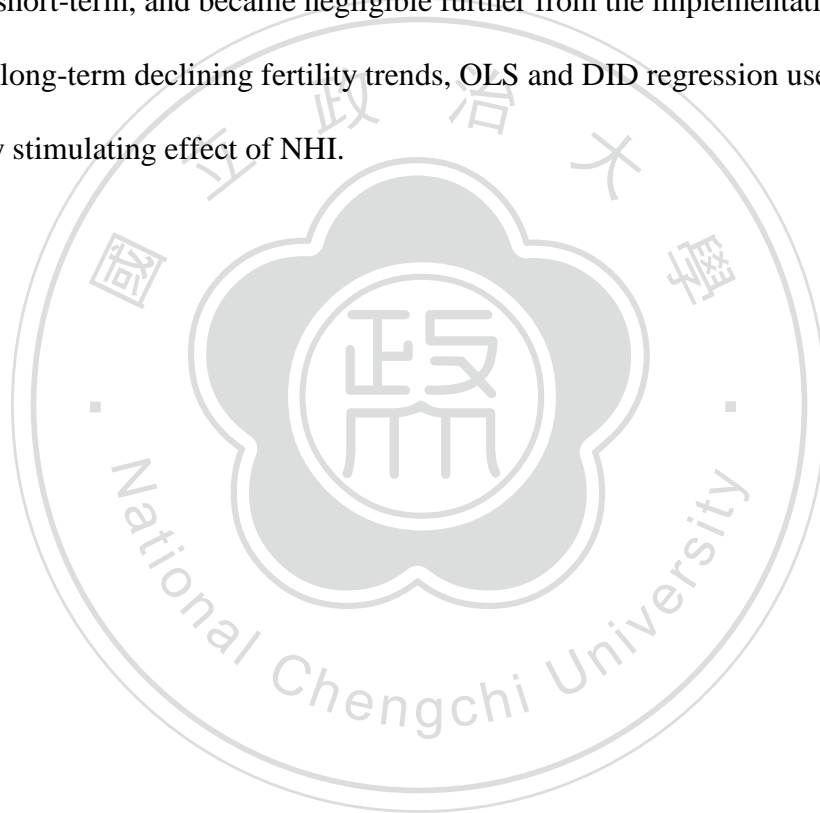 short-term, and became negligible further from the
long-term declining fertility trends, OLS and DID regression
stimulating effect of NHI.
國立政治大學
政
National Chengchi University